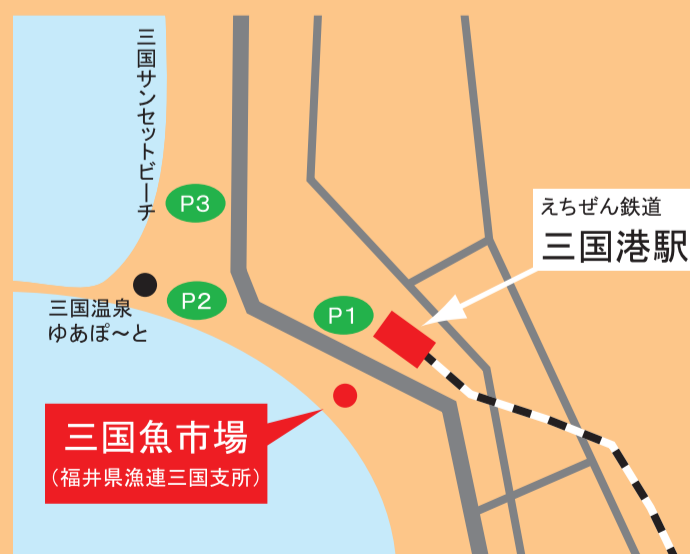 三国サンセットビーチ
P3
えちぜん鉄道
三国港駅
P2
P1
三国温泉
ゆあぽ〜と
三国魚市場
（福井県漁連三国支所）